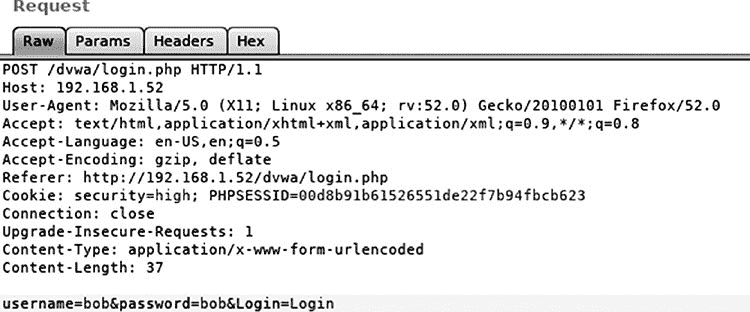 Request
Raw Params Headers Hex
POST /dvwa/login.php HTTP/1.1
Host: 192.168.1.52
User-Agent: Mozilla/5.0 (X11; Linux x86_64; rv:52.0) Gecko/20100101 Firefox/52.0
Accept: text/html,application/xhtml+xml,application/xml;q=0.9,*/*;q=0.8
Accept-Language: en-US,en;q=0.5
Accept-Encoding: gzip, deflate
Referer: http://192.168.1.52/dvwa/login.php
Cookie: security=high; PHPSESSID=00d8b91b61526551de22f7b94fbcb623
Connection: close
Upgrade-Insecure-Requests: 1
Content-Type: application/x-www-form-urlencoded
Content-Length: 37
username=bob&password=bob&Login=Login